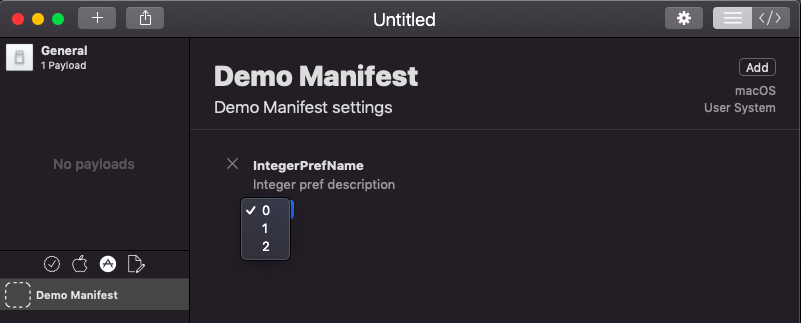 Untitled
General
1 Payload
No payloads
Demo Manifest
Demo Manifest settings
Add
macOS
User System
IntegerPrefName
Integer pref description
0
1
2
Demo Manifest